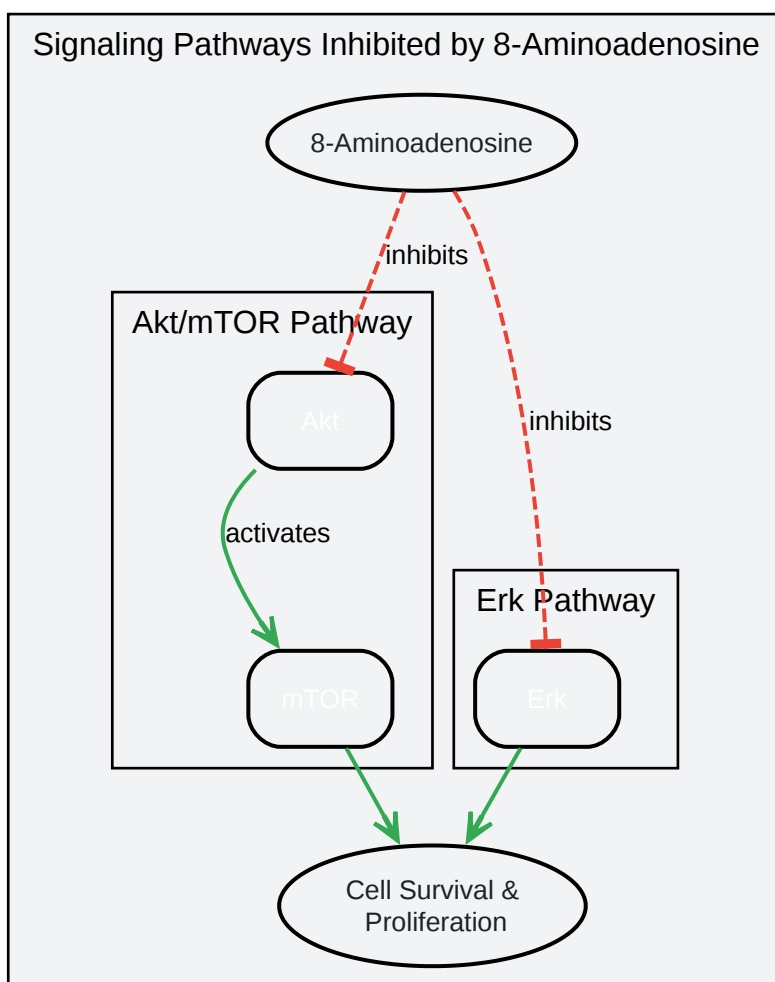 Signaling Pathways Inhibited by 8-Aminoadenosine
8-Aminoadenosine
inhibits
Akt/mTOR Pathway
Akt
inhibits
activates
Erk Pathway
mTOR
Erk
Cell Survival &
Proliferation